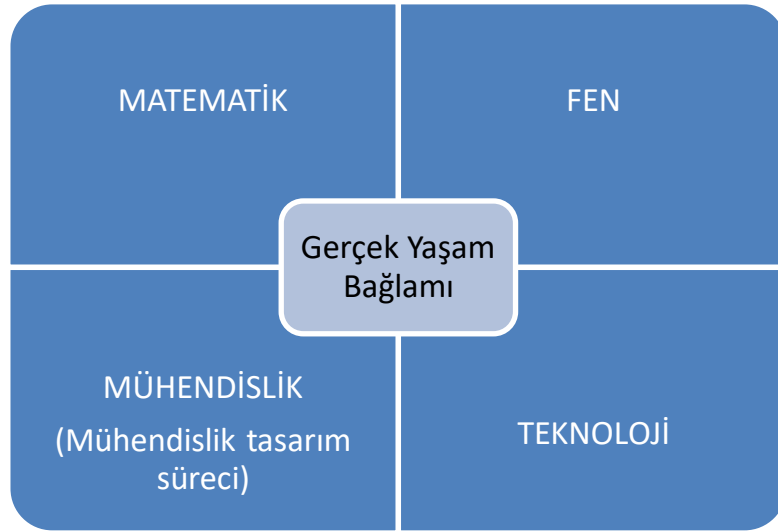 MATEMATİK
FEN
Gerçek Yaşam
Bağlamı
MÜHENDİSLİK
(Mühendislik tasarım
süreci)
TEKNOLOJİ